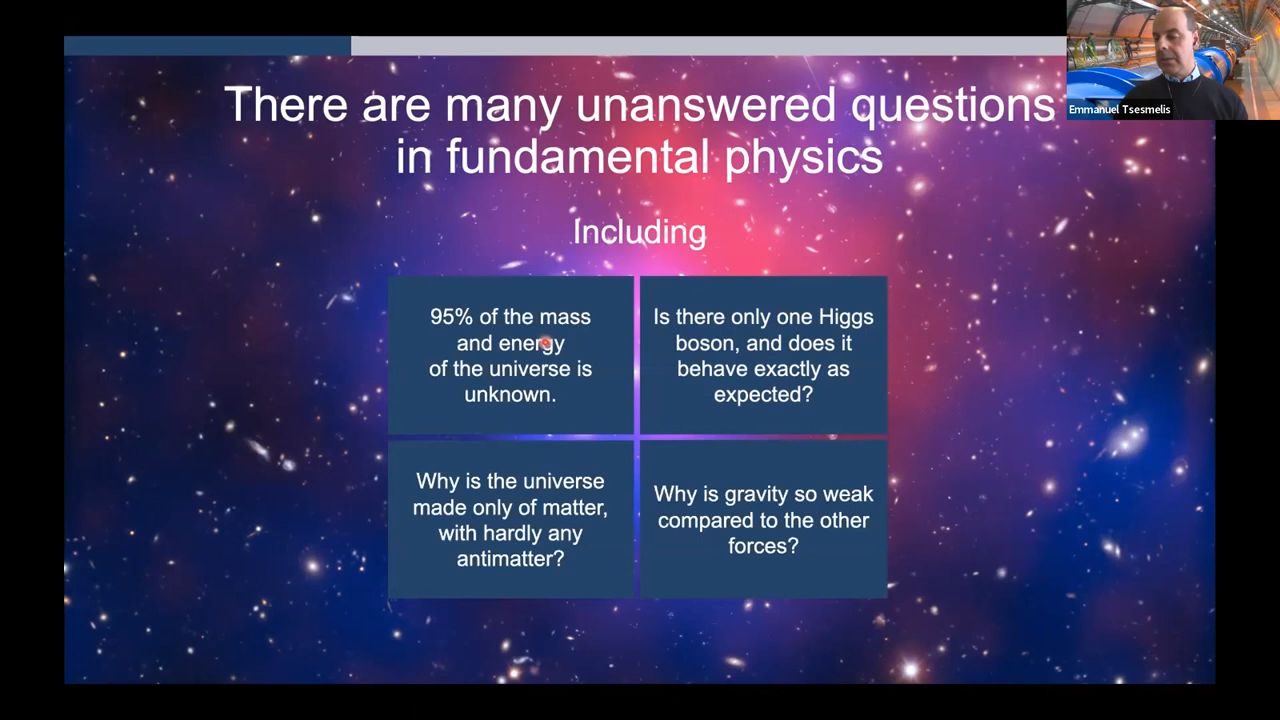 There are many unanswered questions
in fundamental physics
Including
95% of the mass
and energy
of the universe is
unknown.
Is there only one Higgs
boson, and does it
behave exactly as
expected?
Why is the universe
made only of matter,
with hardly any
antimatter?
Why is gravity so weak
compared to the other
forces?
Emmanuel Tsesmelis